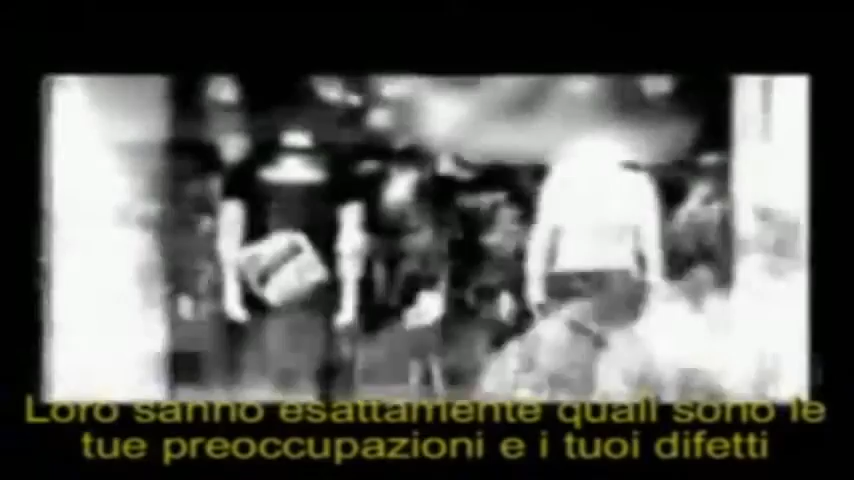 Loro sanno esattamente quali sono le
tue preoccupazioni e i tuoi difetti